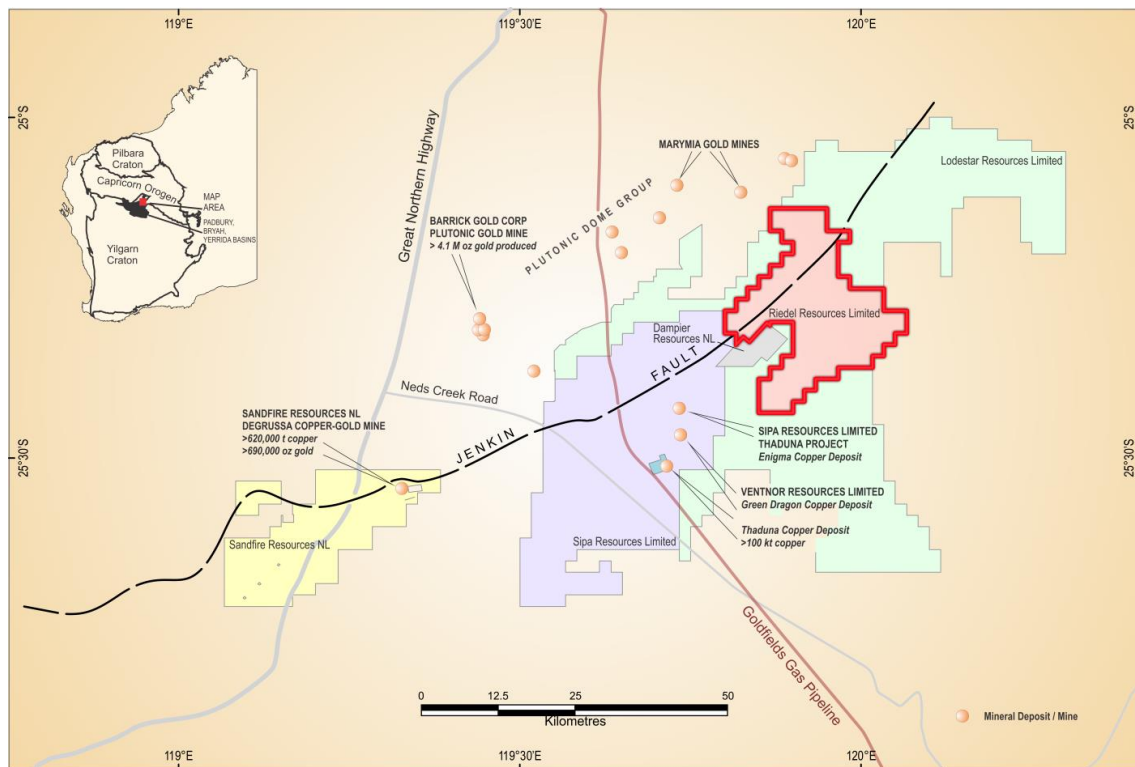 119°E
119°30'E
120°E
25°S
25°S
Pilbara
Craton
Capricorn Orogen
MAP
AREA
PADBURY,
BRYAH,
YERRIDA BASINS
Yilgarn
Craton
Great Northern Highway
MARYMIA GOLD MINES
Lodestar Resources Limited
PLUTONIC DOME GROUP
BARRICK GOLD CORP
PLUTONIC GOLD MINE
> 4.1 M oz gold produced
Riedel Resources Limited
Dampier
Resources NL
FAULT
Neds Creek Road
SANDFIRE RESOURCES NL
DEGRUSSA COPPER-GOLD MINE
>620,000 t copper
>690,000 oz gold
JENKIN
SIPA RESOURCES LIMITED
THADUNA PROJECT
Enigma Copper Deposit
25°30'S
25°30'S
VENTNOR RESOURCES LIMITED
Green Dragon Copper Deposit
Thaduna Copper Deposit
>100 kt copper
Sandfire Resources NL
Sipa Resources Limited
Goldfields Gas Pipeline
0 12.5 25 50
Kilometres
Mineral Deposit / Mine
119°E
119°30'E
120°E